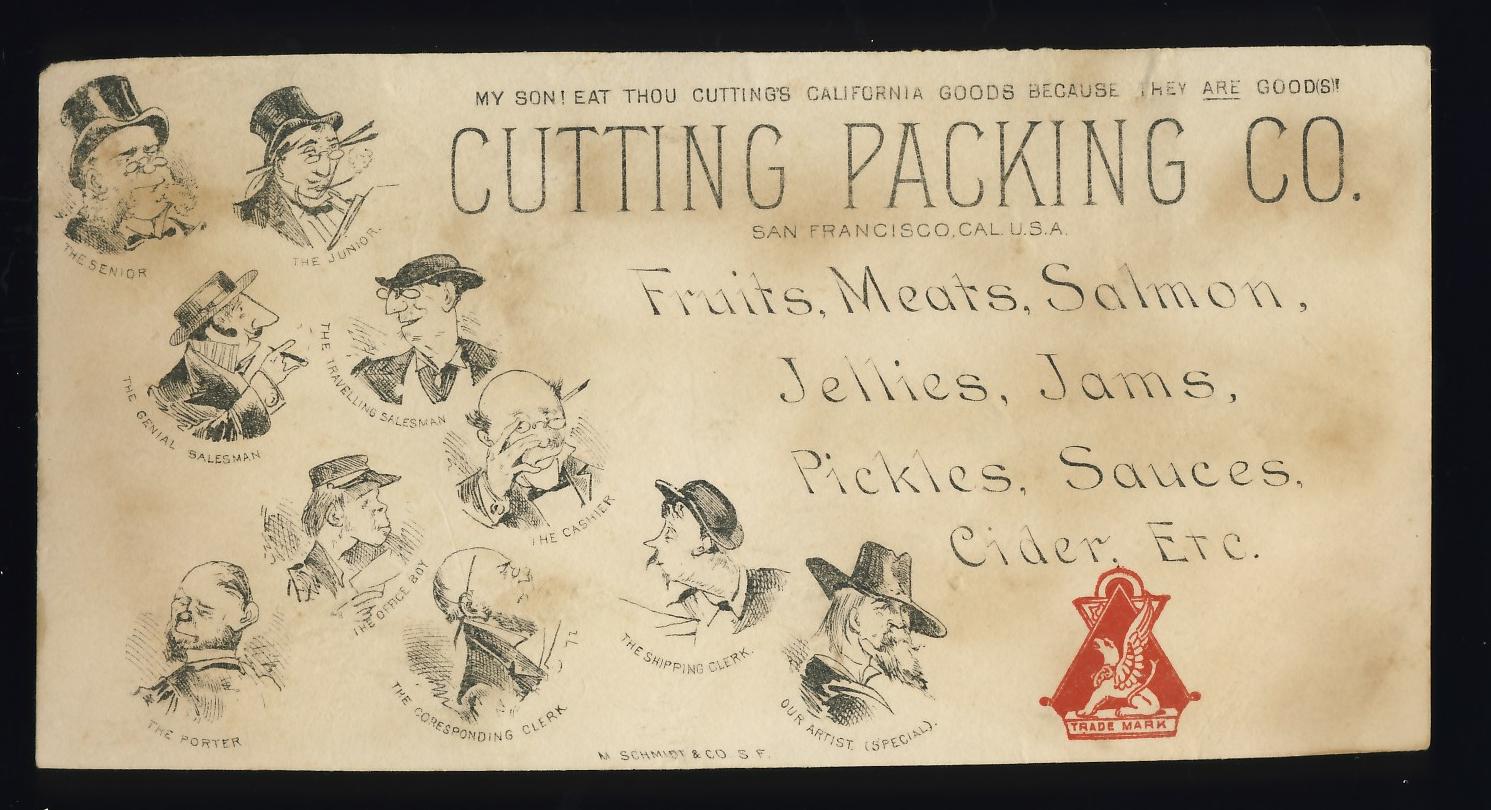 MY SON! EAT THOU CUTTING'S CALIFORNIA GOODS BECAUSE THEY ARE GOOD(S)!!
CUTTING PACKING CO.
SAN FRANCISCO, CAL. U.S.A.
Fruits, Meats, Salmon,
Jellies, Jams,
Pickles, Sauces,
Cider, Etc.
THE SENIOR
THE JUNIOR.
THE GENIAL SALESMAN
THE TRAVELLING SALESMAN
THE CASHIER
THE OFFICE BOY
THE PORTER
THE CORESPONDING CLERK
THE SHIPPING CLERK.
OUR ARTIST. (SPECIAL).
TRADE MARK
M. SCHMIDT & CO. S. F.